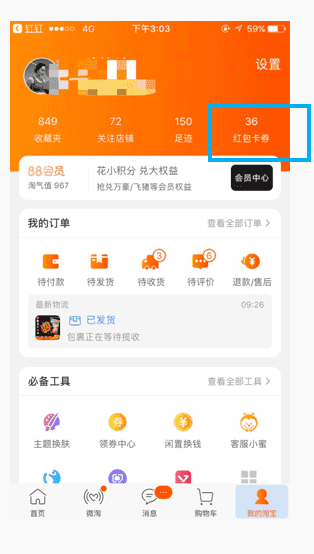 钉钉 4G 下午3:03 59%
设置
849 72 150 36
收藏夹 关注店铺 足迹 红包卡券
88会员 花小积分 兑大权益
淘气值 967 抢兑万豪/飞猪等会员权益 会员中心
我的订单 查看全部订单 >
3 6
待付款 待发货 待收货 待评价 退款/售后
最新物流 09:26
已发货
包裹正在等待揽收
必备工具 查看全部工具 >
主题换肤 领券中心 闲置换钱 客服小蜜
首页 微淘 消息 购物车 我的淘宝